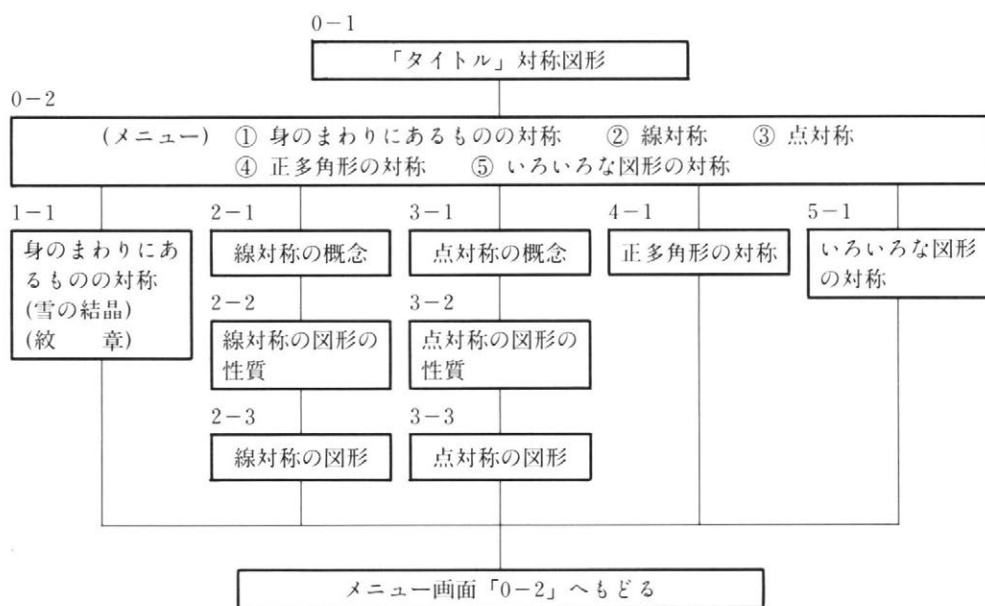 0-1
「タイトル」対称図形
0-2
(メニュー) ① 身のまわりにあるものの対称 ② 線対称 ③ 点対称
④ 正多角形の対称 ⑤ いろいろな図形の対称
1-1
身のまわりにあ
るものの対称
(雪の結晶)
(紋 章)
2-1
線対称の概念
2-2
線対称の図形の
性質
2-3
線対称の図形
3-1
点対称の概念
3-2
点対称の図形の
性質
3-3
点対称の図形
4-1
正多角形の対称
5-1
いろいろな図形
の対称
メニュー画面「0-2」へもどる